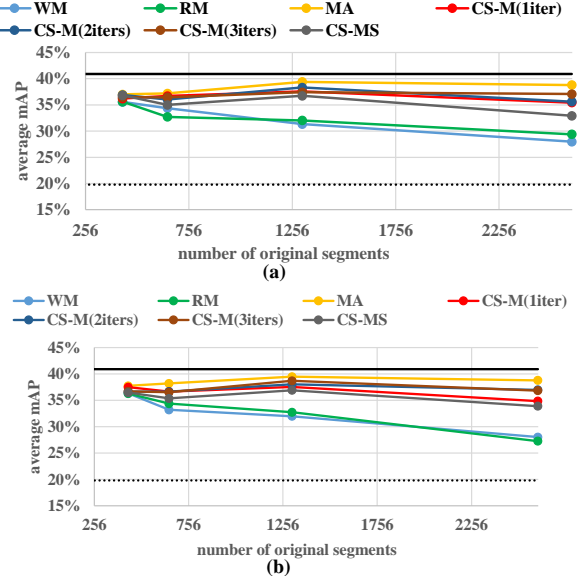 WM RM MA CS-M(1iter)
CS-M(2iters) CS-M(3iters) CS-MS
45%
40%
35%
30%
25%
20%
15%
average mAP
256 756 1256 1756 2256
number of original segments
(a)
WM RM MA CS-M(1iter)
CS-M(2iters) CS-M(3iters) CS-MS
45%
40%
35%
30%
25%
20%
15%
average mAP
256 756 1256 1756 2256
number of original segments
(b)